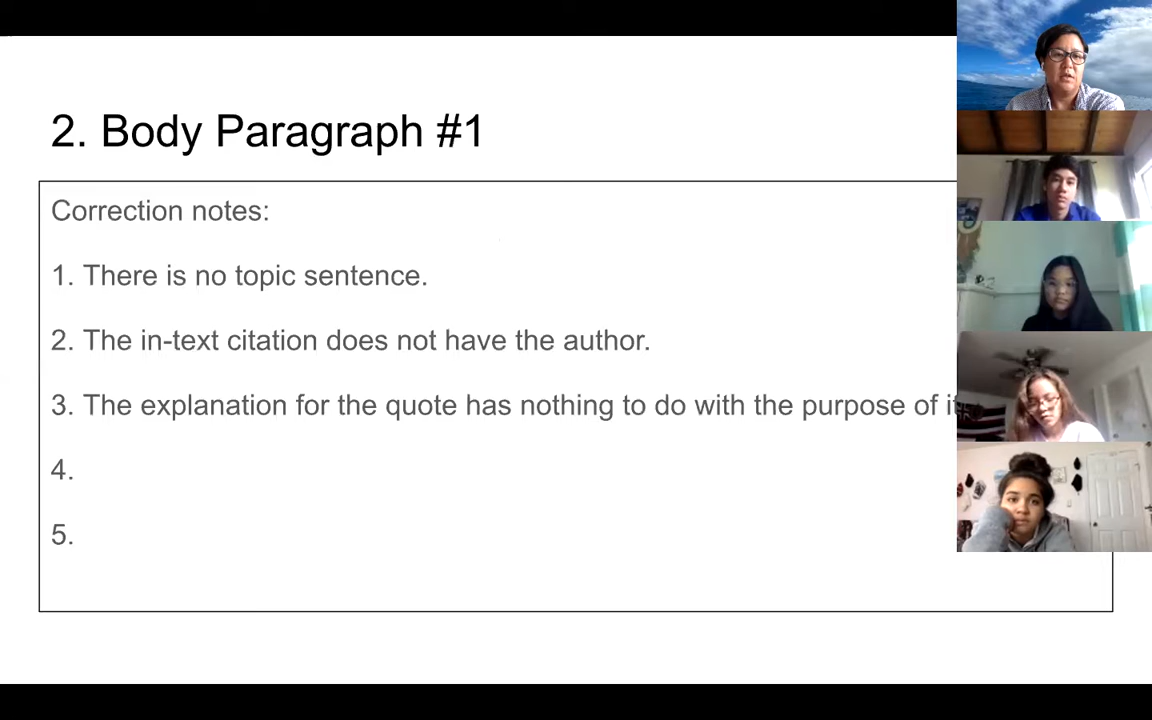 2. Body Paragraph #1
Correction notes:
1. There is no topic sentence.
2. The in-text citation does not have the author.
3. The explanation for the quote has nothing to do with the purpose of it
4.
5.